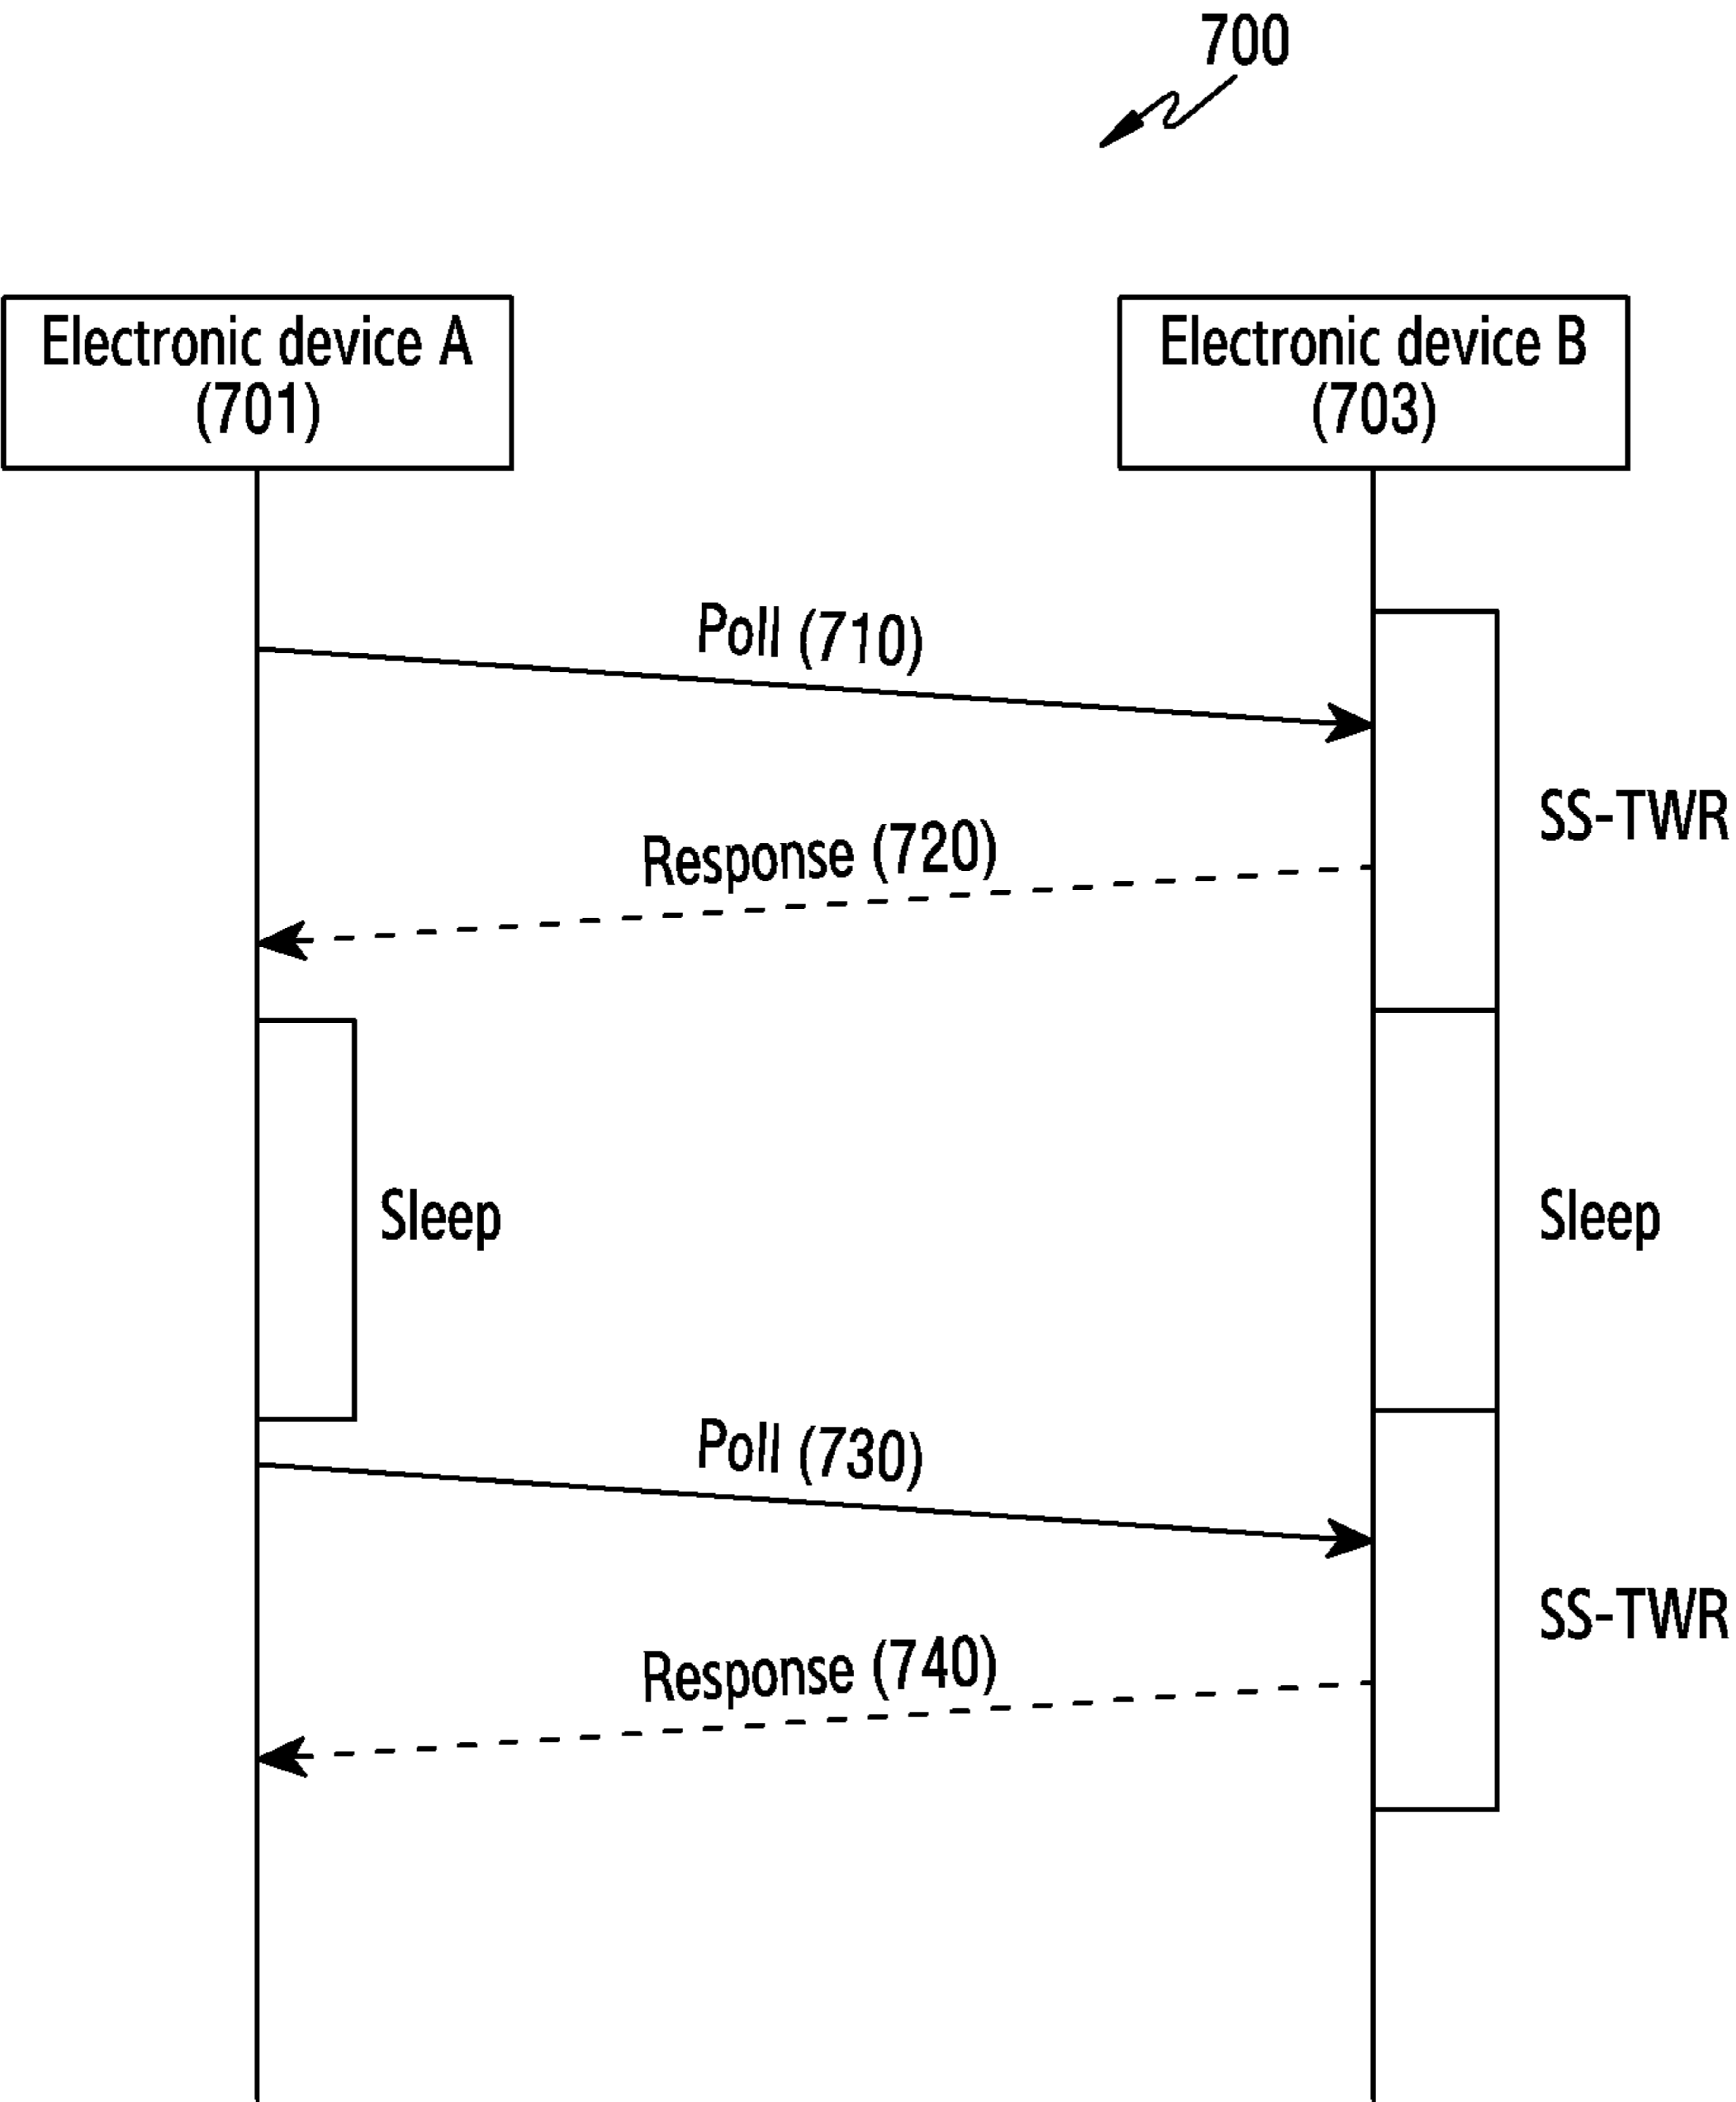 700
Electronic device A
(701)
Electronic device B
(703)
Poll (710)
SS-TWR
Response (720)
Sleep
Sleep
Poll (730)
SS-TWR
Response (740)